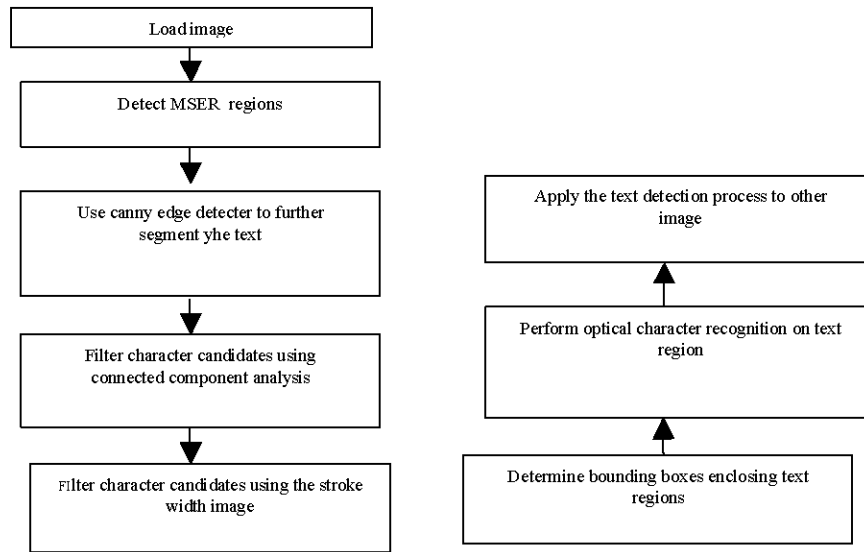 Load image
Detect MSER regions
Use canny edge detecter to further
segment yhe text
Filter character candidates using
connected component analysis
FIlter character candidates using the stroke
width image
Determine bounding boxes enclosing text
regions
Perform optical character recognition on text
region
Apply the text detection process to other
image